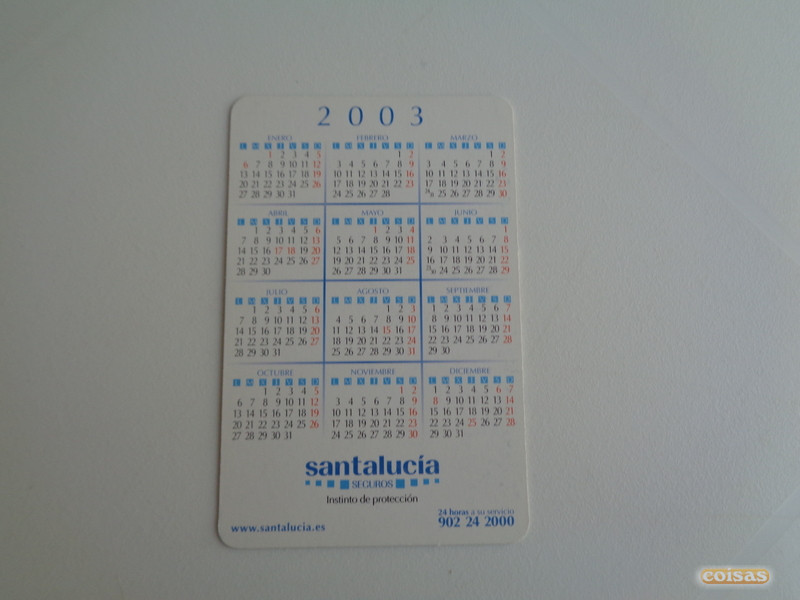 2 0 0 3
ENERO
L M X J V S D
1 2 3 4 5
6 7 8 9 10 11 12
13 14 15 16 17 18 19
20 21 22 23 24 25 26
27 28 29 30 31
FEBRERO
L M X J V S D
1 2
3 4 5 6 7 8 9
10 11 12 13 14 15 16
17 18 19 20 21 22 23
24 25 26 27 28
MARZO
L M X J V S D
1 2
3 4 5 6 7 8 9
10 11 12 13 14 15 16
17 18 19 20 21 22 23
24/31 25 26 27 28 29 30
ABRIL
L M X J V S D
1 2 3 4 5 6
7 8 9 10 11 12 13
14 15 16 17 18 19 20
21 22 23 24 25 26 27
28 29 30
MAYO
L M X J V S D
1 2 3 4
5 6 7 8 9 10 11
12 13 14 15 16 17 18
19 20 21 22 23 24 25
26 27 28 29 30 31
JUNIO
L M X J V S D
1
2 3 4 5 6 7 8
9 10 11 12 13 14 15
16 17 18 19 20 21 22
23/30 24 25 26 27 28 29
JULIO
L M X J V S D
1 2 3 4 5 6
7 8 9 10 11 12 13
14 15 16 17 18 19 20
21 22 23 24 25 26 27
28 29 30 31
AGOSTO
L M X J V S D
1 2 3
4 5 6 7 8 9 10
11 12 13 14 15 16 17
18 19 20 21 22 23 24
25 26 27 28 29 30 31
SEPTIEMBRE
L M X J V S D
1 2 3 4 5 6 7
8 9 10 11 12 13 14
15 16 17 18 19 20 21
22 23 24 25 26 27 28
29 30
OCTUBRE
L M X J V S D
1 2 3 4 5
6 7 8 9 10 11 12
13 14 15 16 17 18 19
20 21 22 23 24 25 26
27 28 29 30 31
NOVIEMBRE
L M X J V S D
1 2
3 4 5 6 7 8 9
10 11 12 13 14 15 16
17 18 19 20 21 22 23
24 25 26 27 28 29 30
DICIEMBRE
L M X J V S D
1 2 3 4 5 6 7
8 9 10 11 12 13 14
15 16 17 18 19 20 21
22 23 24 25 26 27 28
29 30 31
santalucía
SEGUROS
Instinto de protección
24 horas a su servicio
www.santalucia.es 902 24 2000
coisas